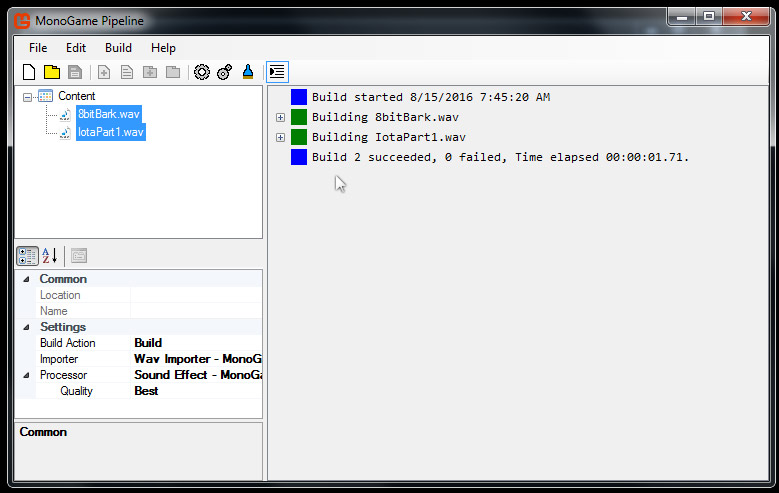 MonoGame Pipeline
File Edit Build Help
Content
8bitBark.wav
IotaPart1.wav
Build started 8/15/2016 7:45:20 AM
Building 8bitBark.wav
Building IotaPart1.wav
Build 2 succeeded, 0 failed, Time elapsed 00:00:01.71.
A
Z
Common
Location
Name
Settings
Build Action Build
Importer Wav Importer - MonoG
Processor Sound Effect - MonoGa
Quality Best
Common